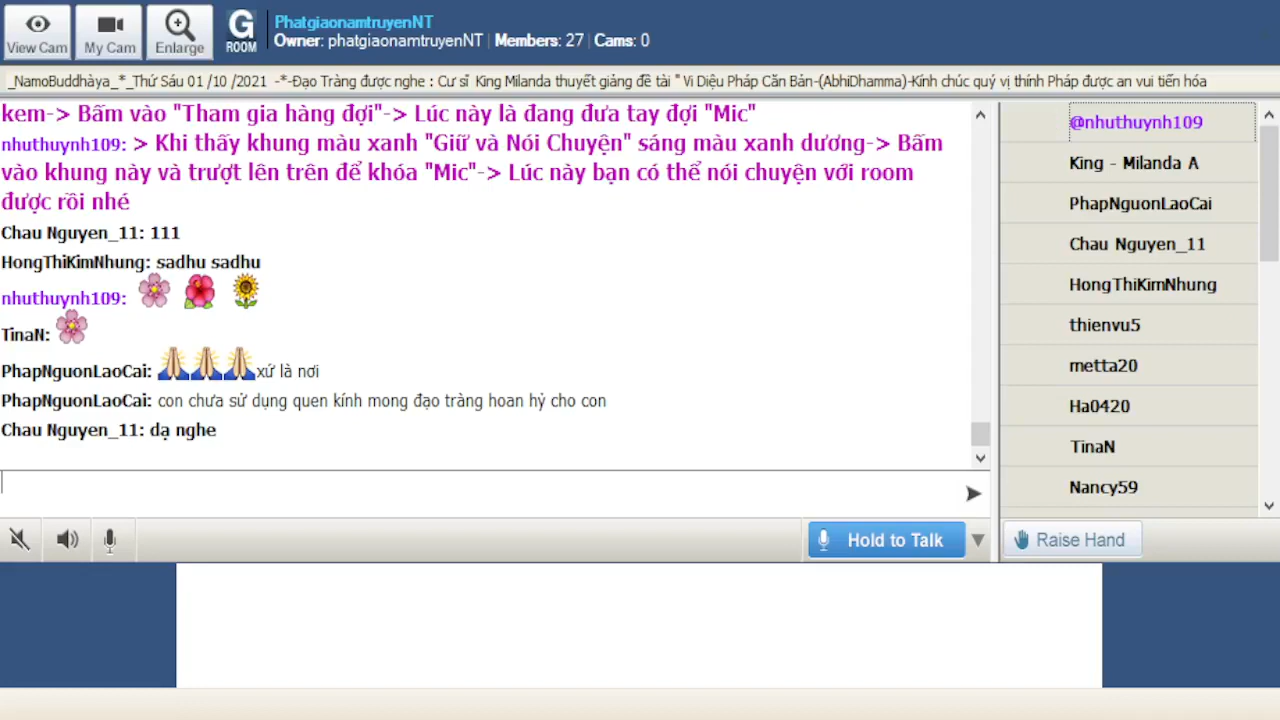 View Cam
My Cam
Enlarge
G
ROOM
PhatgiaonamtruyenNT
Owner: phatgiaonamtruyenNT | Members: 27 | Cams: 0
_NamoBuddhàya_*_Thứ Sáu 01 /10 /2021 -*-Đạo Tràng được nghe : Cư sĩ King Milanda thuyết giảng đề tài " Vi Diệu Pháp Căn Bản-(AbhiDhamma)-Kính chúc quý vị thính Pháp được an vui tiến hóa
kem-> Bấm vào "Tham gia hàng đợi"-> Lúc này là đang đưa tay đợi "Mic"
nhuthuynh109: > Khi thấy khung màu xanh "Giữ và Nói Chuyện" sáng màu xanh dương-> Bấm
vào khung này và trượt lên trên để khóa "Mic"-> Lúc này bạn có thể nói chuyện với room
được rồi nhé
Chau Nguyen_11: 111
HongThiKimNhung: sadhu sadhu
nhuthuynh109:
TinaN:
PhapNguonLaoCai: xứ là nơi
PhapNguonLaoCai: con chưa sử dụng quen kính mong đạo tràng hoan hỷ cho con
Chau Nguyen_11: dạ nghe
@nhuthuynh109
King - Milanda A
PhapNguonLaoCai
Chau Nguyen_11
HongThiKimNhung
thienvu5
metta20
Ha0420
TinaN
Nancy59
Hold to Talk
Raise Hand